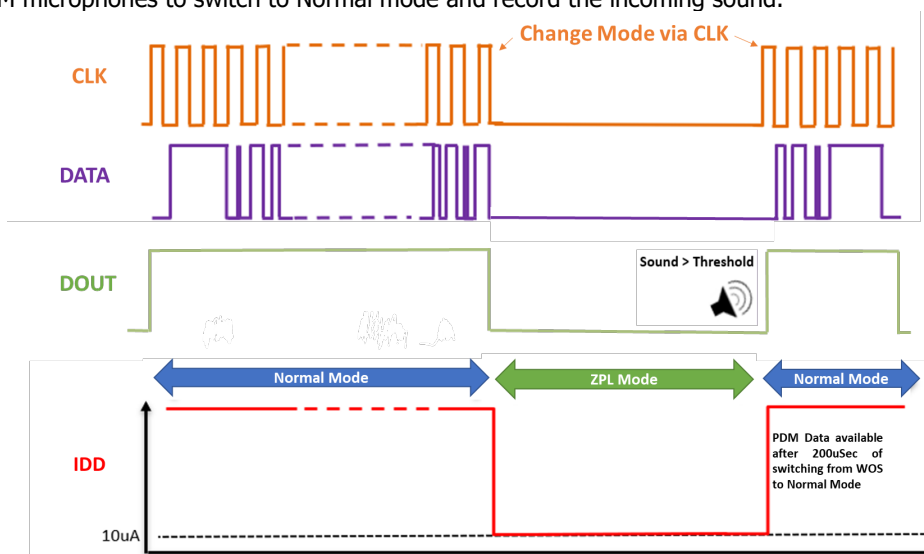 M microphones to switch to Normal mode and record the incoming sound.
Change Mode via CLK
CLK
DATA
DOUT
Sound > Threshold
Normal Mode
ZPL Mode
Normal Mode
IDD
PDM Data available
after 200uSec of
switching from WOS
to Normal Mode
10uA